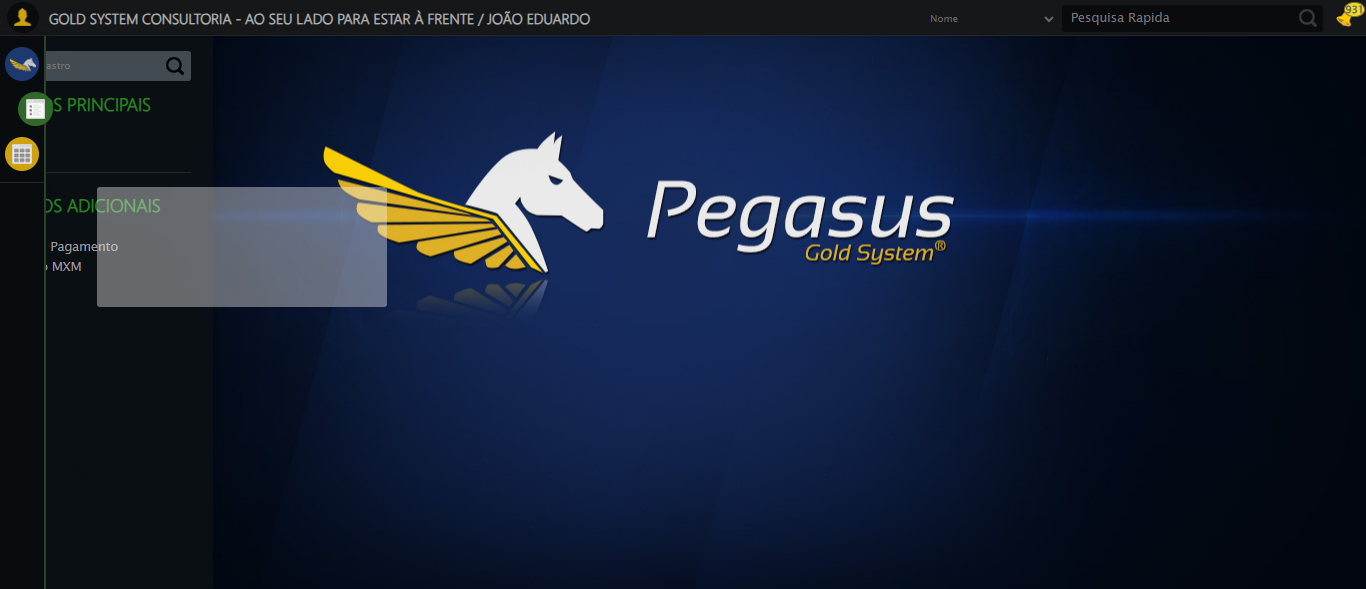 GOLD SYSTEM CONSULTORIA - AO SEU LADO PARA ESTAR À FRENTE / JOÃO EDUARDO
Nome
Pesquisa Rapida
931
astro
S PRINCIPAIS
OS ADICIONAIS
Pagamento
o MXM
Pegasus
Gold System®